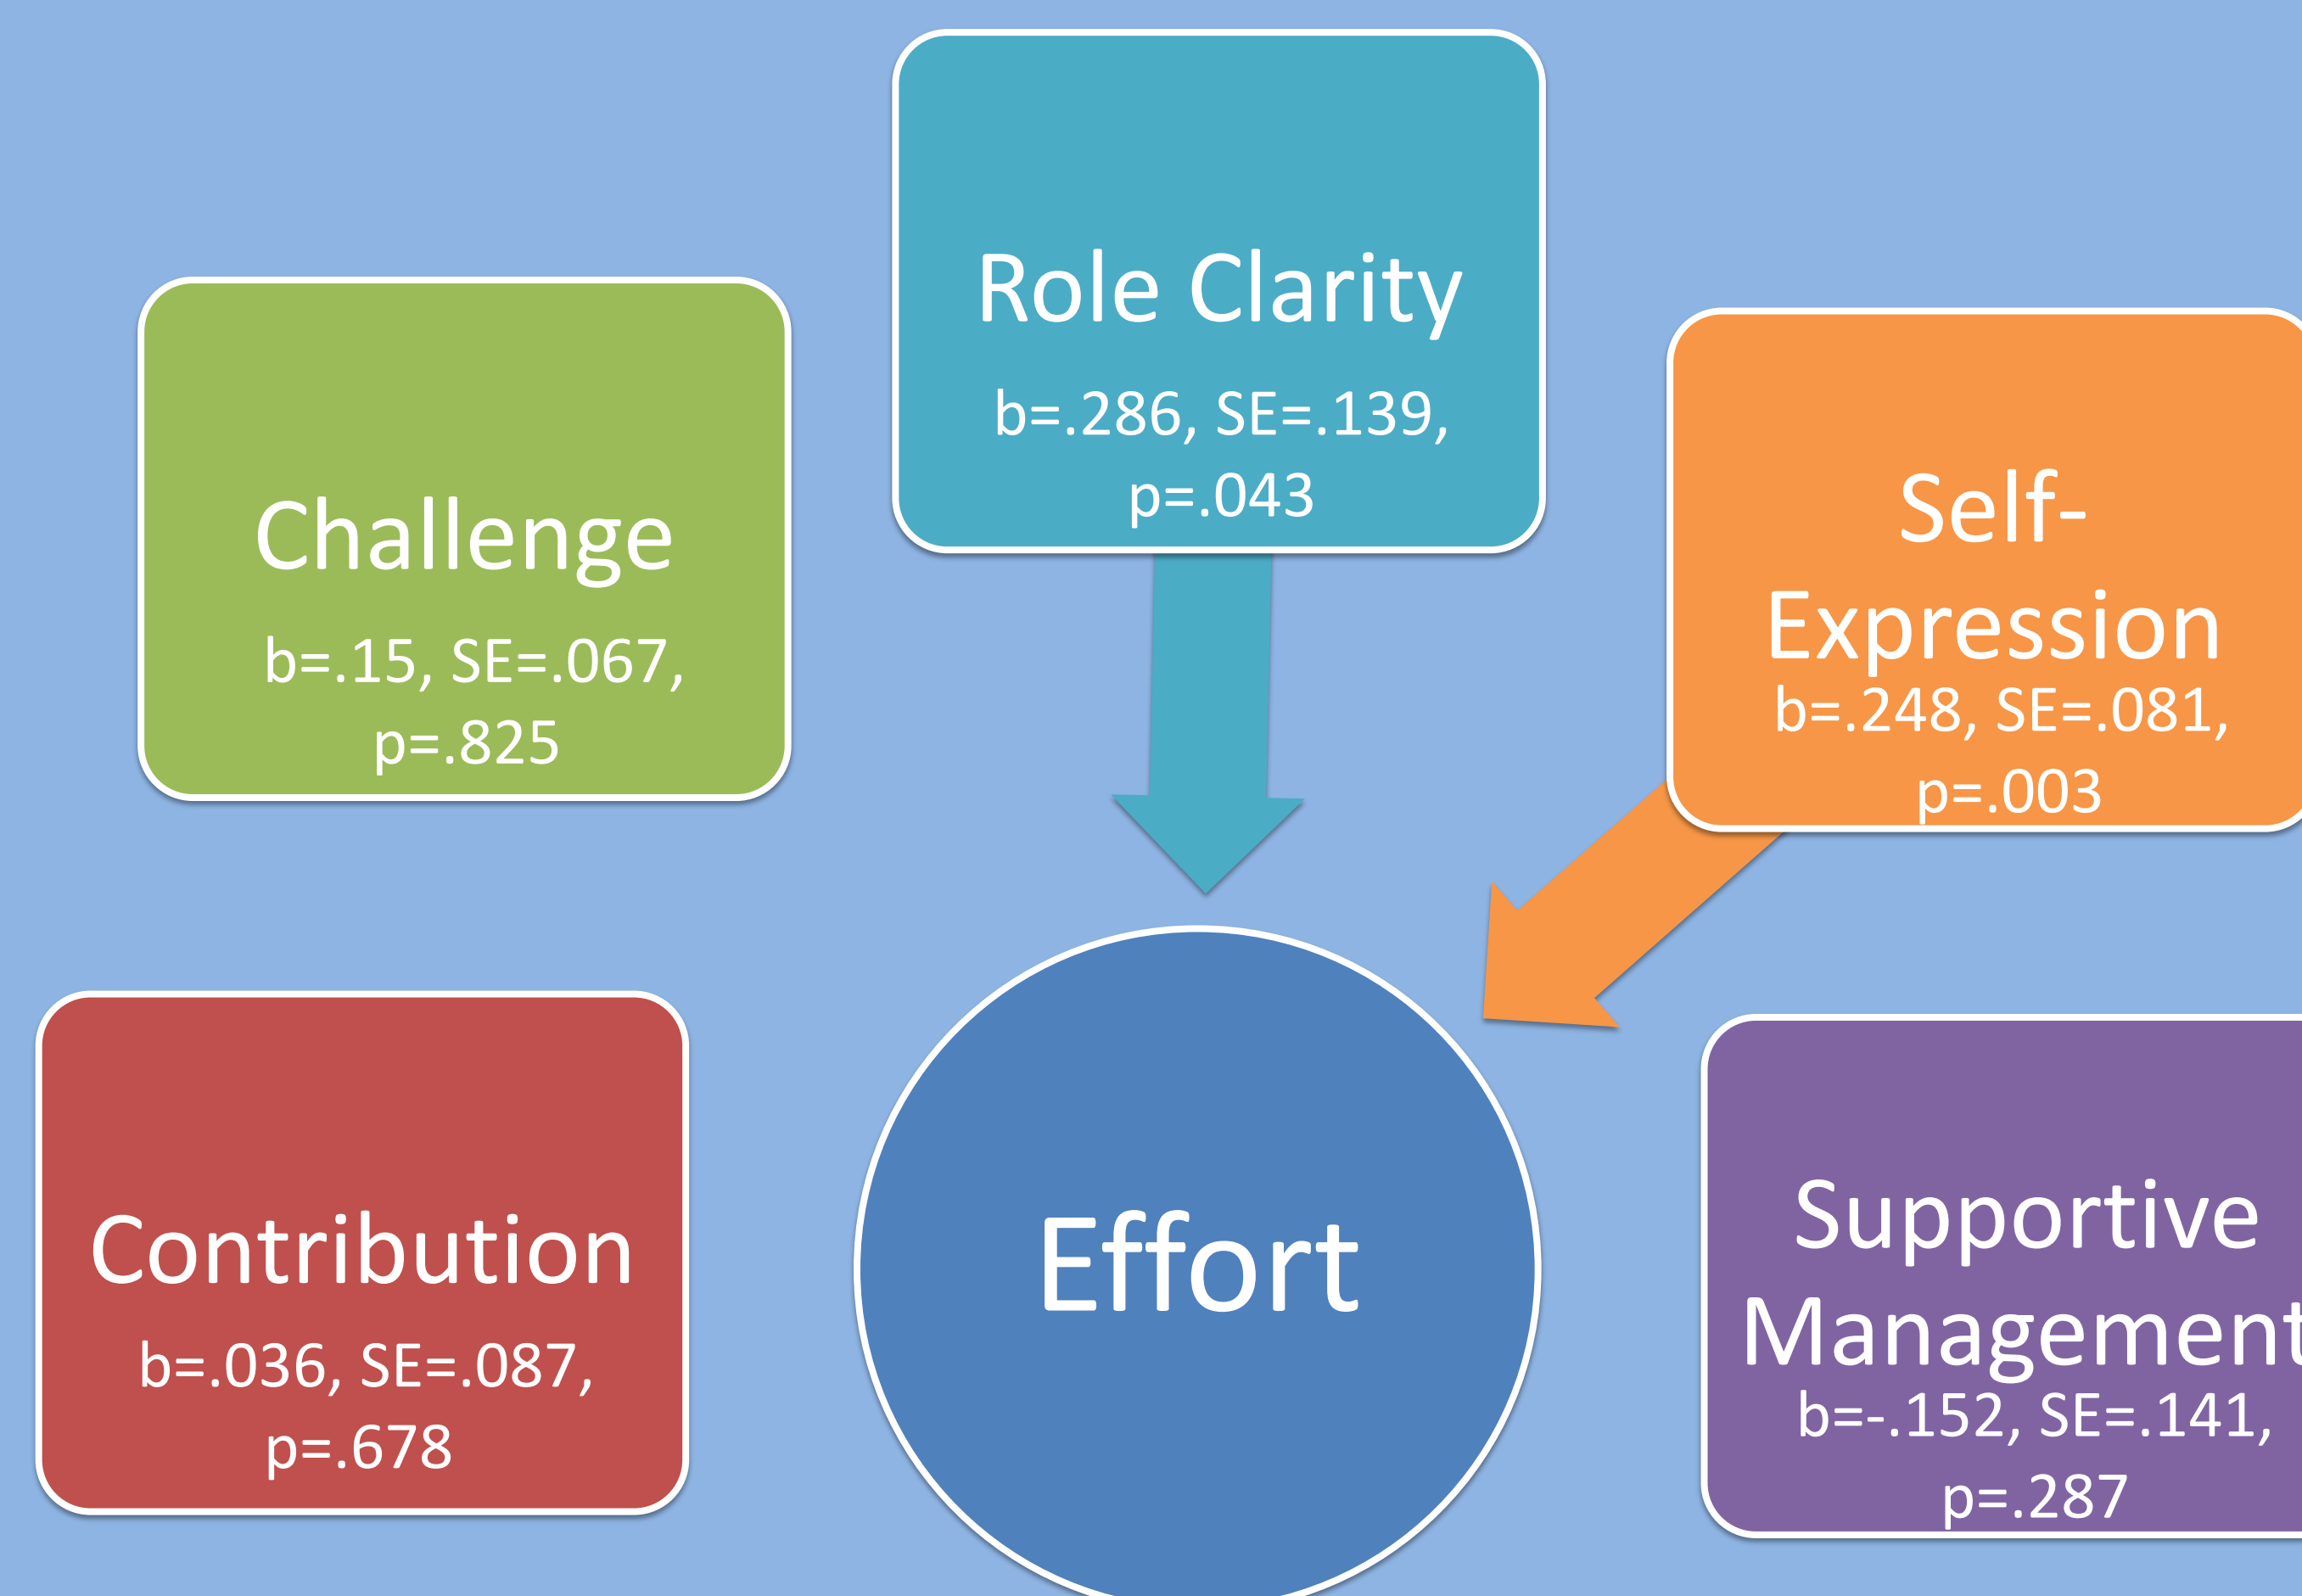 Role Clarity
b=.286, SE=.139,
p=.043
Challenge
b=.15, SE=.067,
p=.825
Self-
Expression
b=.248, SE=.081,
p=.003
Contribution
b=.036, SE=.087,
p=.678
Effort
Supportive
Management
b=-.152, SE=.141,
p=.287